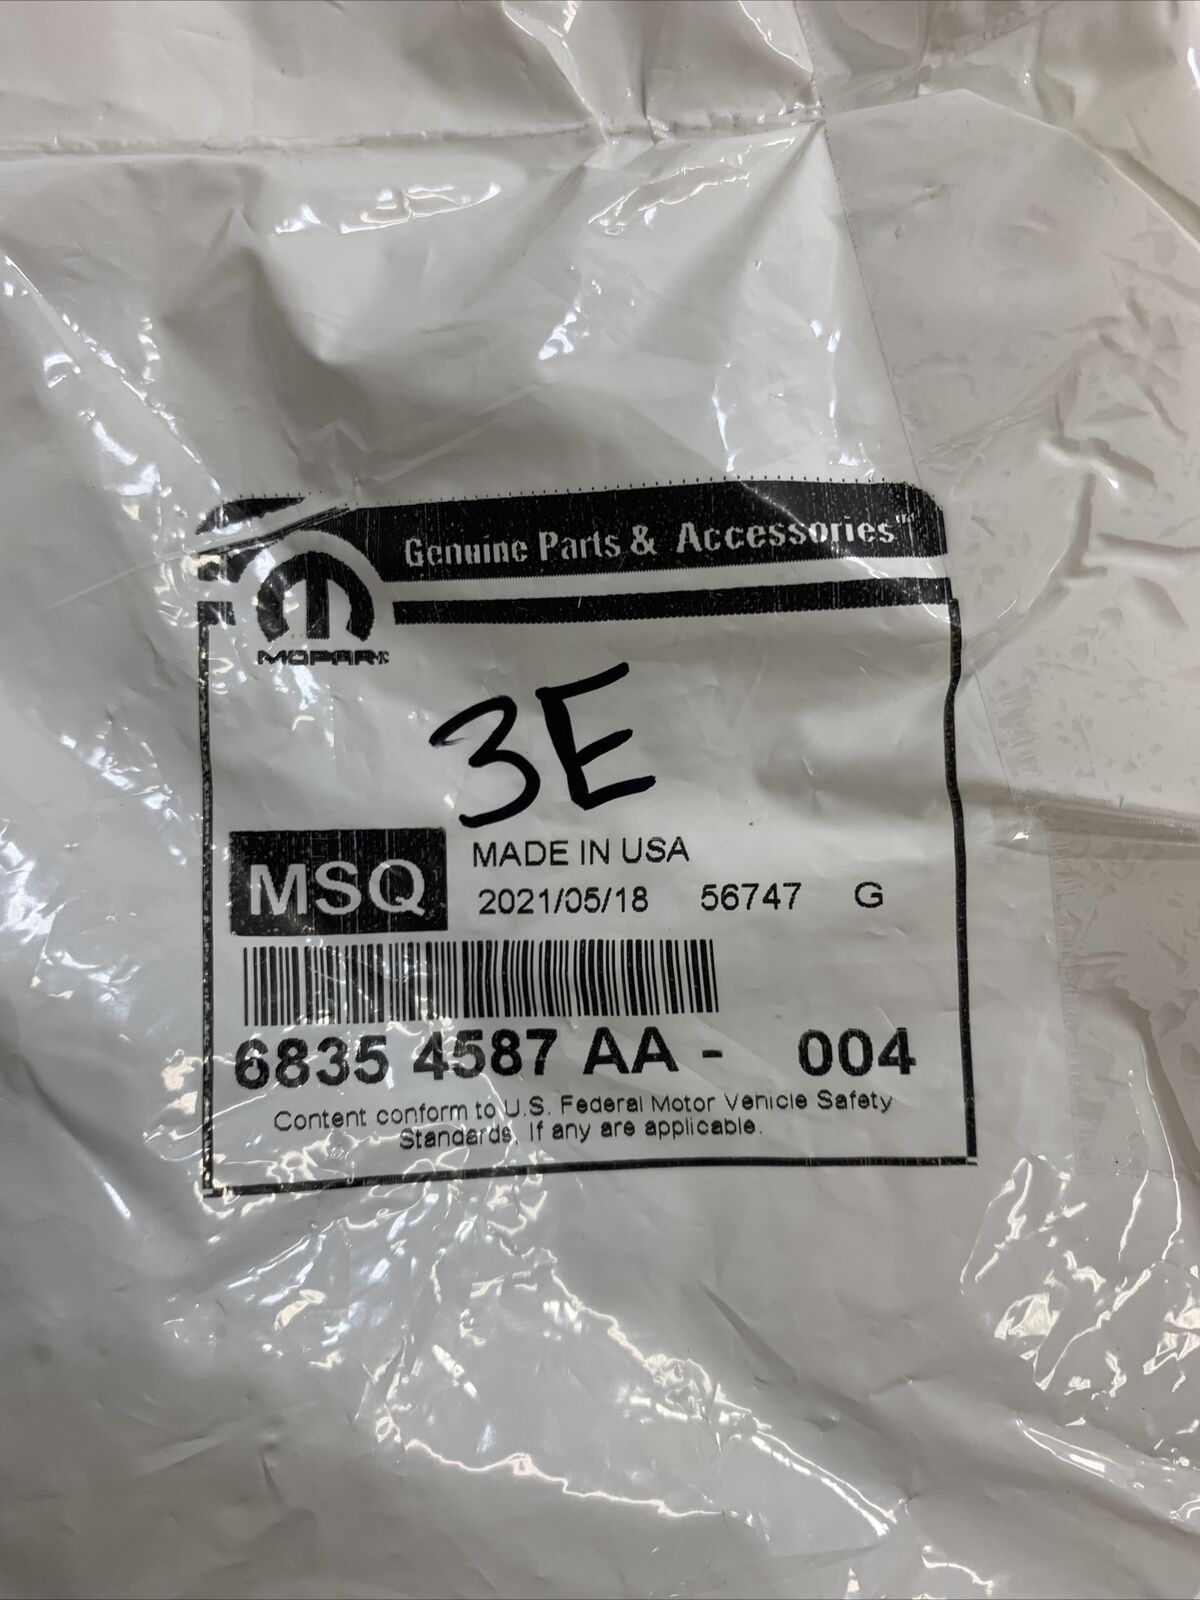 Genuine Parts & Accessories™
MOPAR
3E
MSQ
MADE IN USA
2021/05/18 56747 G
6835 4587 AA - 004
Content conform to U.S. Federal Motor Vehicle Safety
Standards, If any are applicable.